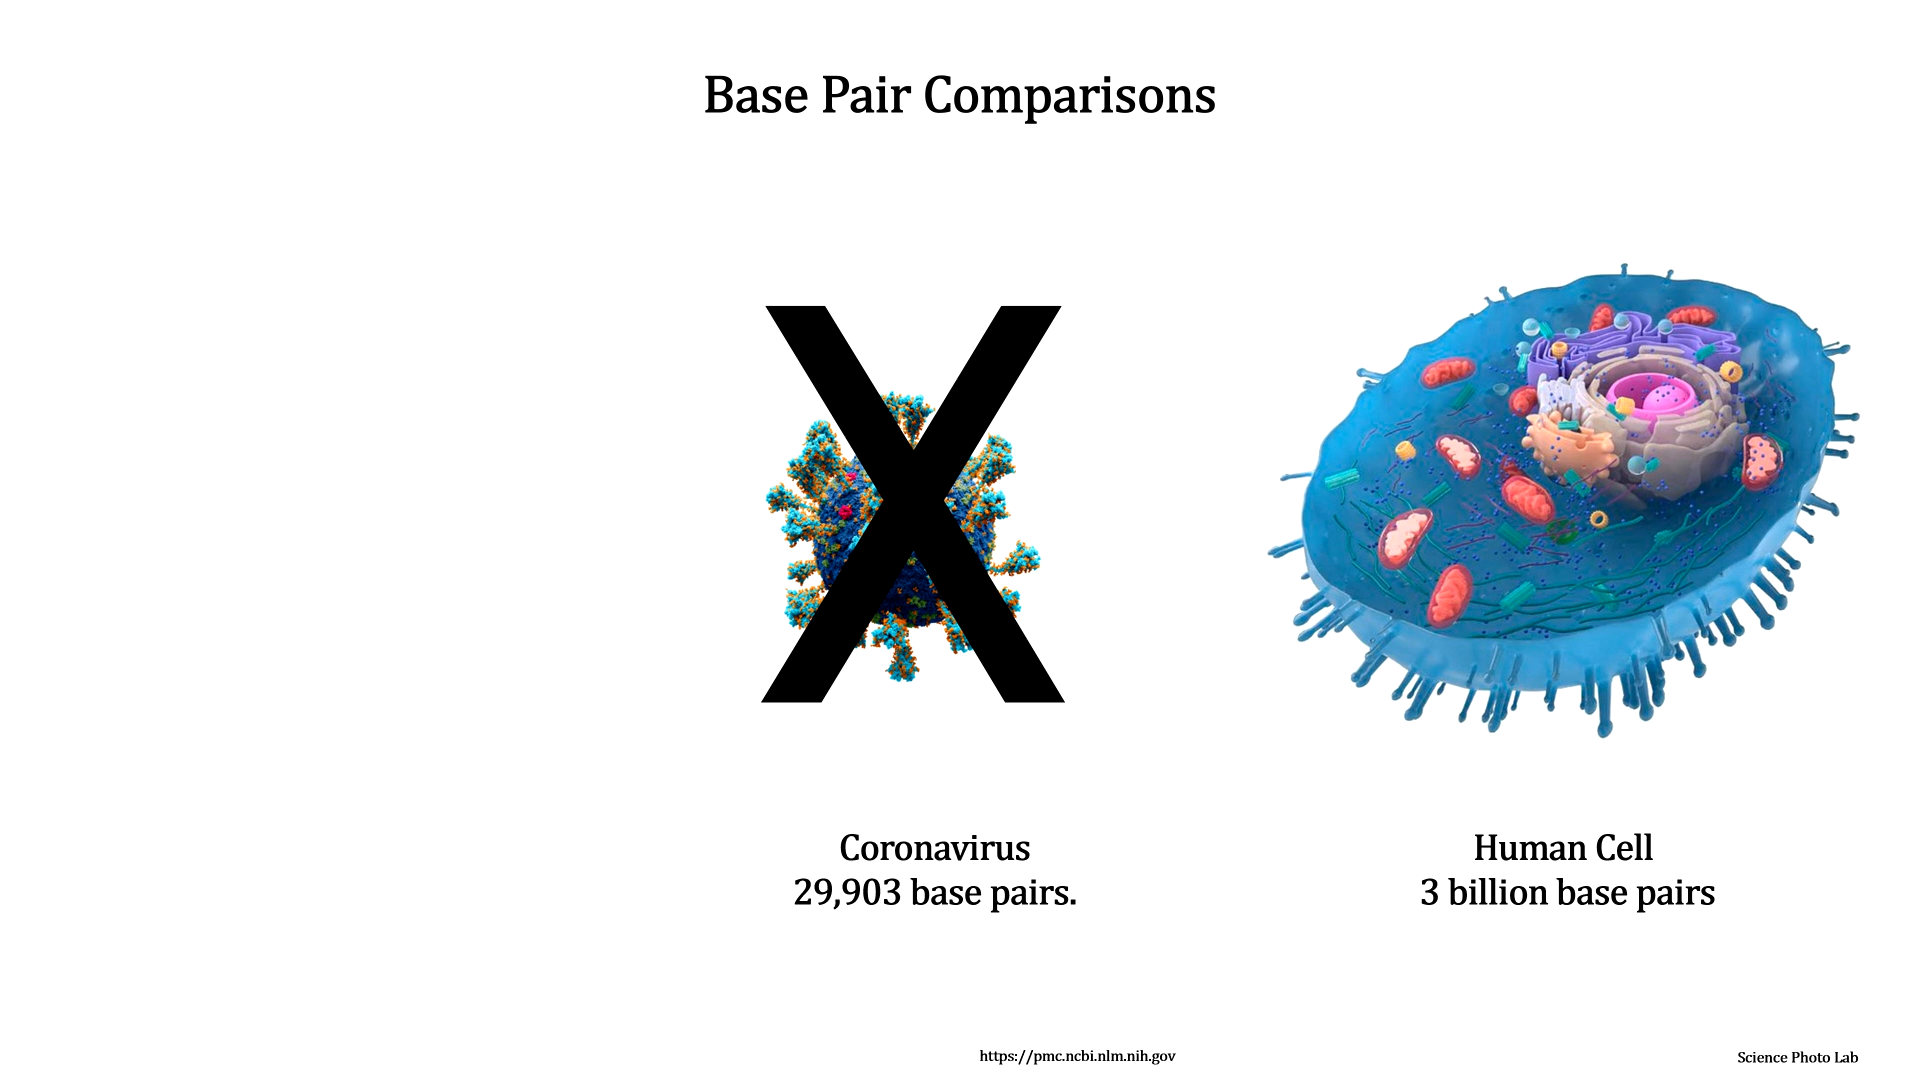 Base Pair Comparisons
X
Coronavirus
29,903 base pairs.
Human Cell
3 billion base pairs
https://pmc.ncbi.nlm.nih.gov
Science Photo Lab